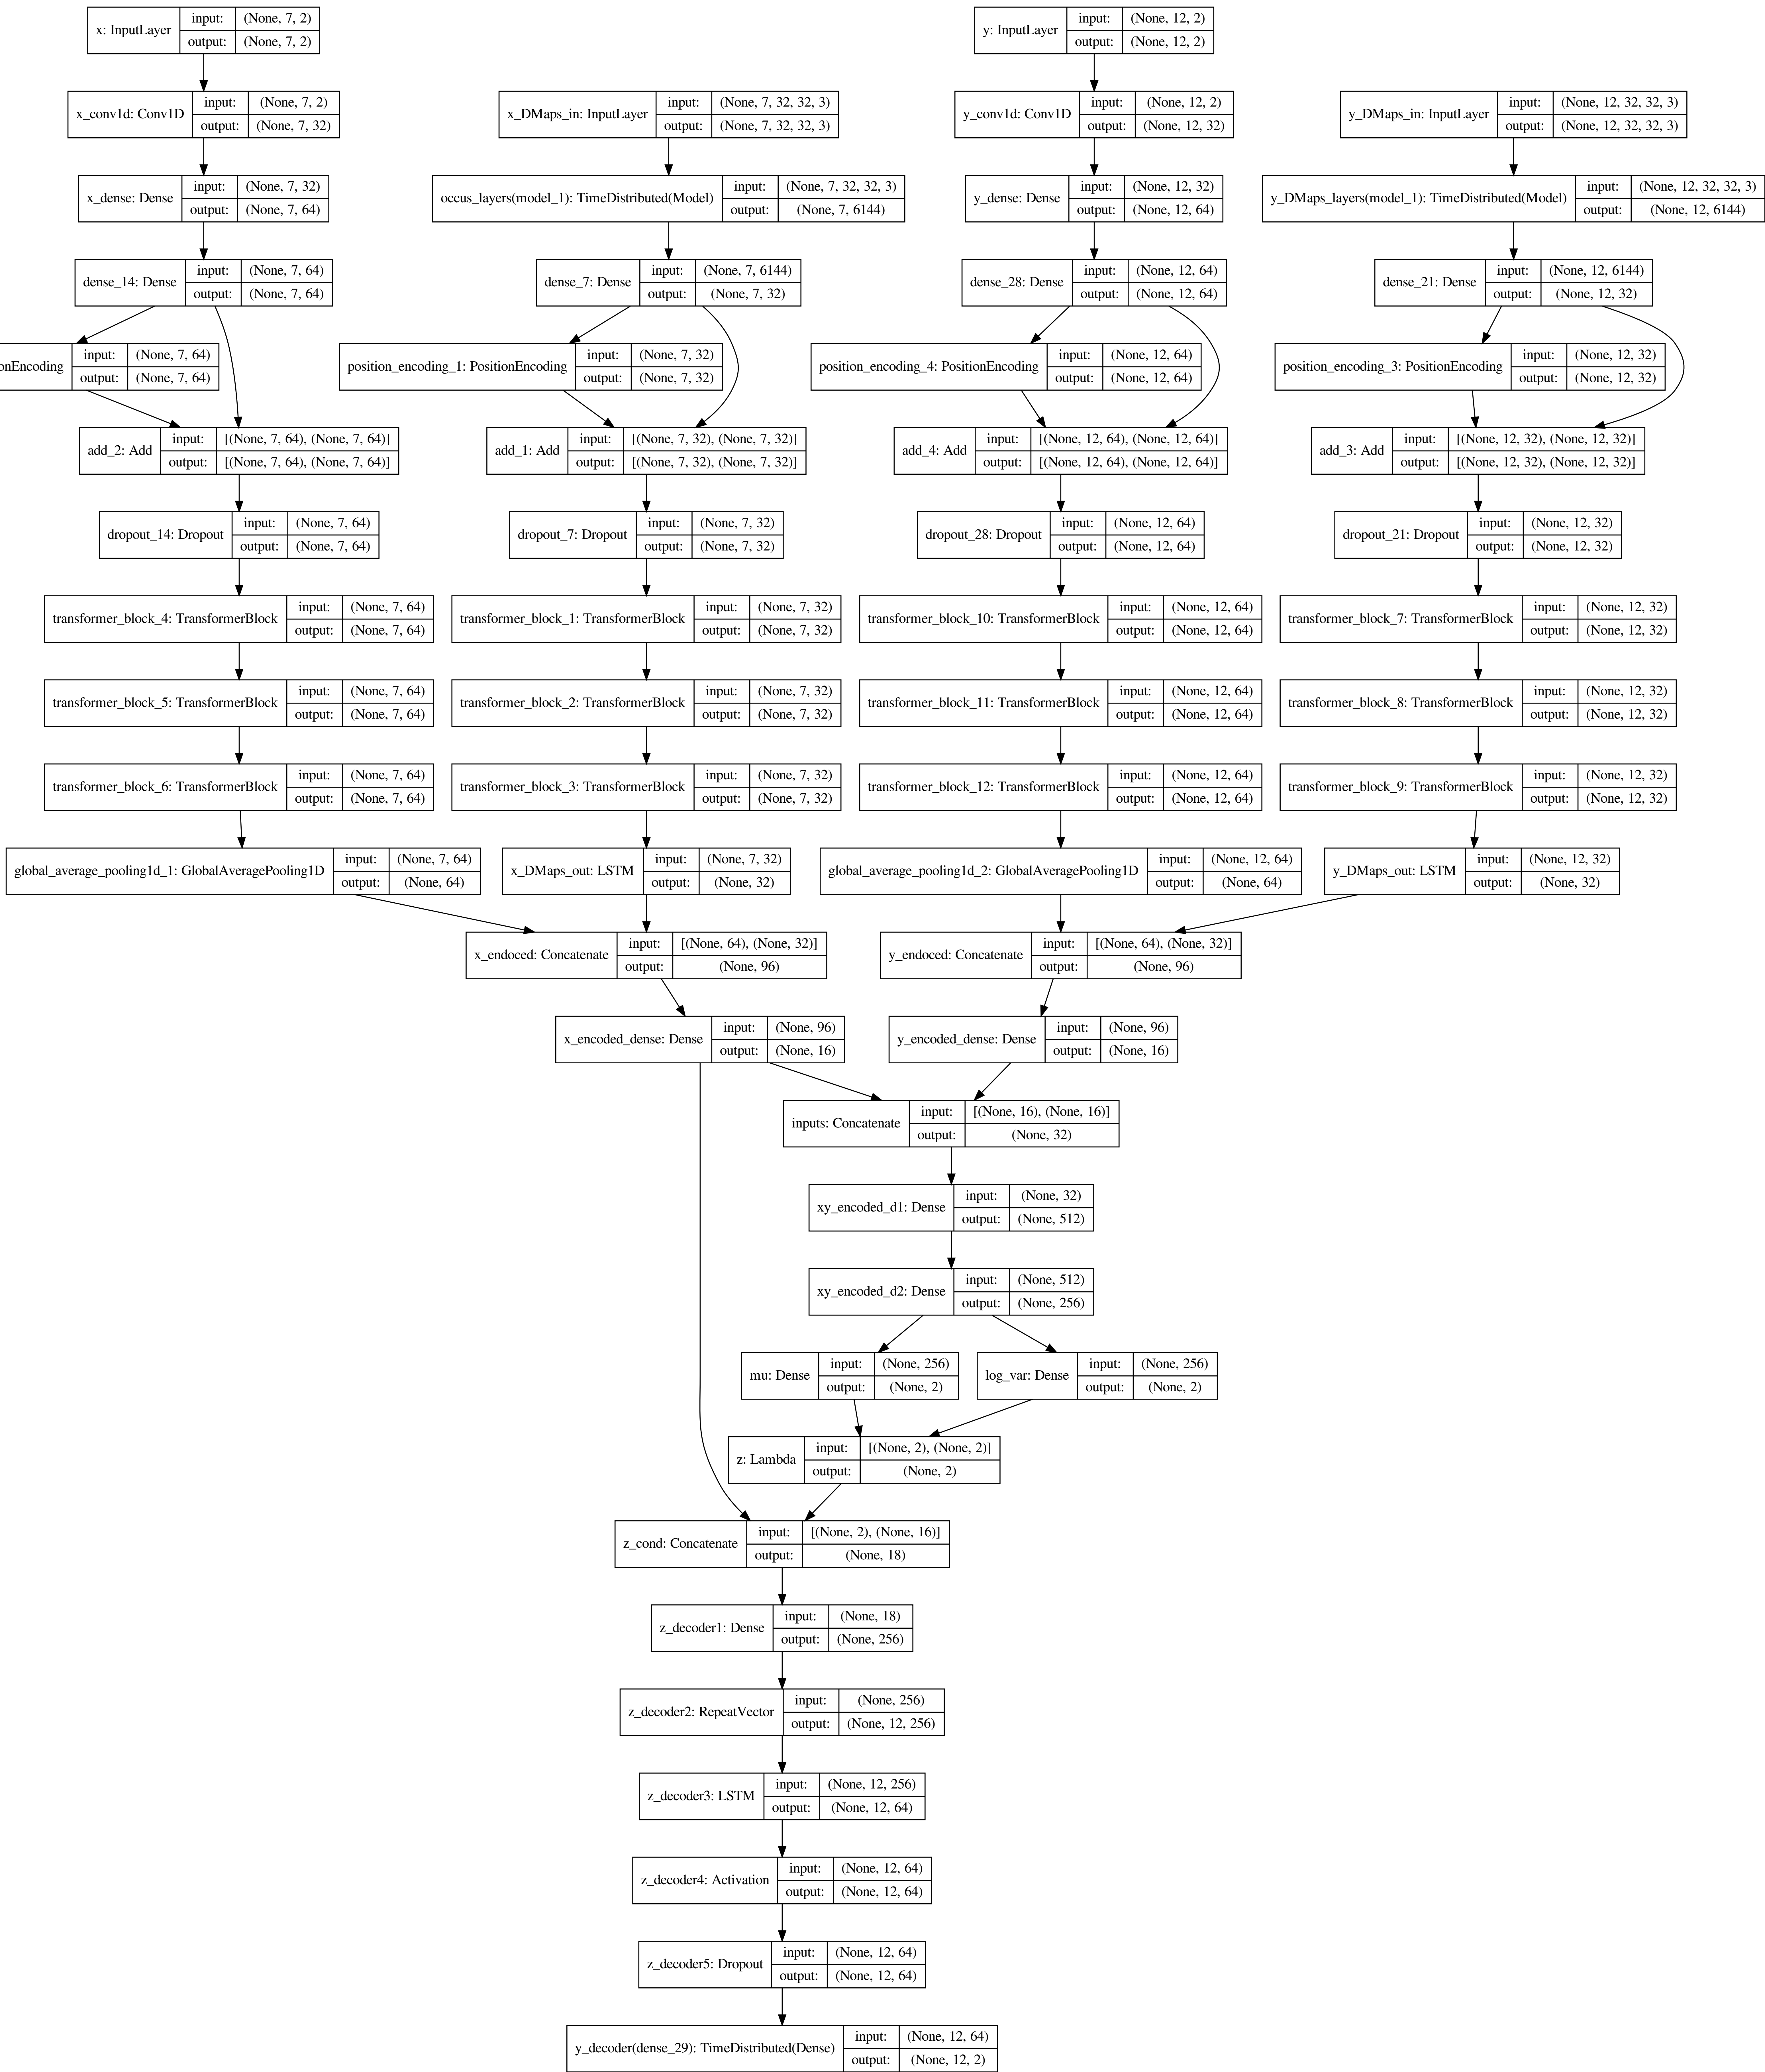 x: InputLayer input: (None, 7, 2)
output: (None, 7, 2)
y: InputLayer input: (None, 12, 2)
output: (None, 12, 2)
x_conv1d: Conv1D input: (None, 7, 2)
output: (None, 7, 32)
x_DMaps_in: InputLayer input: (None, 7, 32, 32, 3)
output: (None, 7, 32, 32, 3)
y_conv1d: Conv1D input: (None, 12, 2)
output: (None, 12, 32)
y_DMaps_in: InputLayer input: (None, 12, 32, 32, 3)
output: (None, 12, 32, 32, 3)
x_dense: Dense input: (None, 7, 32)
output: (None, 7, 64)
occus_layers(model_1): TimeDistributed(Model) input: (None, 7, 32, 32, 3)
output: (None, 7, 6144)
y_dense: Dense input: (None, 12, 32)
output: (None, 12, 64)
y_DMaps_layers(model_1): TimeDistributed(Model) input: (None, 12, 32, 32, 3)
output: (None, 12, 6144)
dense_14: Dense input: (None, 7, 64)
output: (None, 7, 64)
dense_7: Dense input: (None, 7, 6144)
output: (None, 7, 32)
dense_28: Dense input: (None, 12, 64)
output: (None, 12, 64)
dense_21: Dense input: (None, 12, 6144)
output: (None, 12, 32)
onEncoding input: (None, 7, 64)
output: (None, 7, 64)
position_encoding_1: PositionEncoding input: (None, 7, 32)
output: (None, 7, 32)
position_encoding_4: PositionEncoding input: (None, 12, 64)
output: (None, 12, 64)
position_encoding_3: PositionEncoding input: (None, 12, 32)
output: (None, 12, 32)
add_2: Add input: [(None, 7, 64), (None, 7, 64)]
output: [(None, 7, 64), (None, 7, 64)]
add_1: Add input: [(None, 7, 32), (None, 7, 32)]
output: [(None, 7, 32), (None, 7, 32)]
add_4: Add input: [(None, 12, 64), (None, 12, 64)]
output: [(None, 12, 64), (None, 12, 64)]
add_3: Add input: [(None, 12, 32), (None, 12, 32)]
output: [(None, 12, 32), (None, 12, 32)]
dropout_14: Dropout input: (None, 7, 64)
output: (None, 7, 64)
dropout_7: Dropout input: (None, 7, 32)
output: (None, 7, 32)
dropout_28: Dropout input: (None, 12, 64)
output: (None, 12, 64)
dropout_21: Dropout input: (None, 12, 32)
output: (None, 12, 32)
transformer_block_4: TransformerBlock input: (None, 7, 64)
output: (None, 7, 64)
transformer_block_1: TransformerBlock input: (None, 7, 32)
output: (None, 7, 32)
transformer_block_10: TransformerBlock input: (None, 12, 64)
output: (None, 12, 64)
transformer_block_7: TransformerBlock input: (None, 12, 32)
output: (None, 12, 32)
transformer_block_5: TransformerBlock input: (None, 7, 64)
output: (None, 7, 64)
transformer_block_2: TransformerBlock input: (None, 7, 32)
output: (None, 7, 32)
transformer_block_11: TransformerBlock input: (None, 12, 64)
output: (None, 12, 64)
transformer_block_8: TransformerBlock input: (None, 12, 32)
output: (None, 12, 32)
transformer_block_6: TransformerBlock input: (None, 7, 64)
output: (None, 7, 64)
transformer_block_3: TransformerBlock input: (None, 7, 32)
output: (None, 7, 32)
transformer_block_12: TransformerBlock input: (None, 12, 64)
output: (None, 12, 64)
transformer_block_9: TransformerBlock input: (None, 12, 32)
output: (None, 12, 32)
global_average_pooling1d_1: GlobalAveragePooling1D input: (None, 7, 64)
output: (None, 64)
x_DMaps_out: LSTM input: (None, 7, 32)
output: (None, 32)
global_average_pooling1d_2: GlobalAveragePooling1D input: (None, 12, 64)
output: (None, 64)
y_DMaps_out: LSTM input: (None, 12, 32)
output: (None, 32)
x_endoced: Concatenate input: [(None, 64), (None, 32)]
output: (None, 96)
y_endoced: Concatenate input: [(None, 64), (None, 32)]
output: (None, 96)
x_encoded_dense: Dense input: (None, 96)
output: (None, 16)
y_encoded_dense: Dense input: (None, 96)
output: (None, 16)
inputs: Concatenate input: [(None, 16), (None, 16)]
output: (None, 32)
xy_encoded_d1: Dense input: (None, 32)
output: (None, 512)
xy_encoded_d2: Dense input: (None, 512)
output: (None, 256)
mu: Dense input: (None, 256)
output: (None, 2)
log_var: Dense input: (None, 256)
output: (None, 2)
z: Lambda input: [(None, 2), (None, 2)]
output: (None, 2)
z_cond: Concatenate input: [(None, 2), (None, 16)]
output: (None, 18)
z_decoder1: Dense input: (None, 18)
output: (None, 256)
z_decoder2: RepeatVector input: (None, 256)
output: (None, 12, 256)
z_decoder3: LSTM input: (None, 12, 256)
output: (None, 12, 64)
z_decoder4: Activation input: (None, 12, 64)
output: (None, 12, 64)
z_decoder5: Dropout input: (None, 12, 64)
output: (None, 12, 64)
y_decoder(dense_29): TimeDistributed(Dense) input: (None, 12, 64)
output: (None, 12, 2)